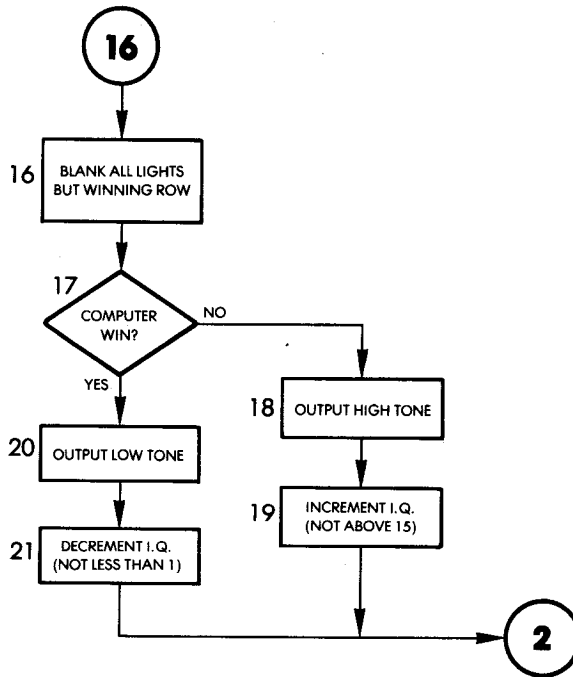 16
16
BLANK ALL LIGHTS
BUT WINNING ROW
17
COMPUTER
WIN?
NO
YES
18
OUTPUT HIGH TONE
20
OUTPUT LOW TONE
19
INCREMENT I.Q.
(NOT ABOVE 15)
21
DECREMENT I.Q.
(NOT LESS THAN 1)
2